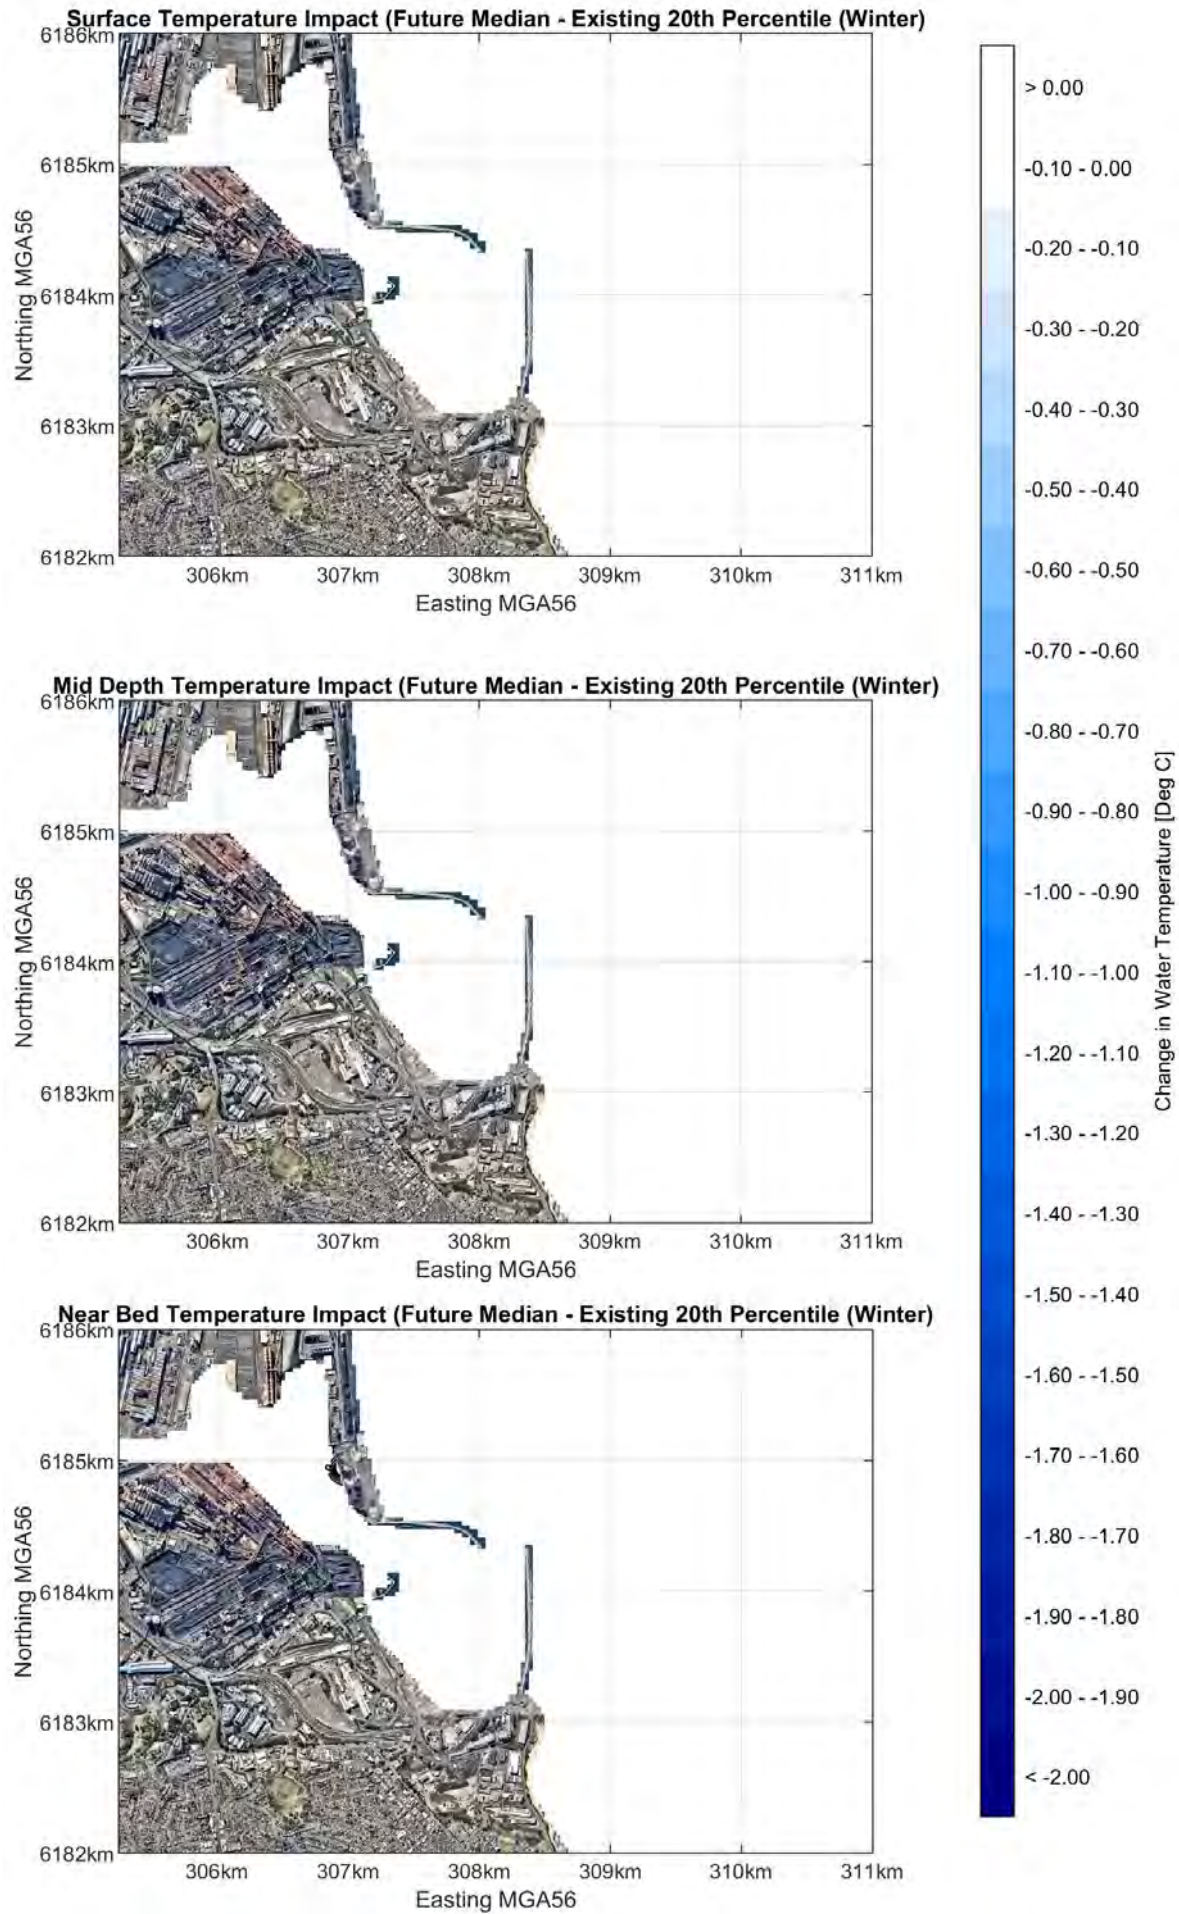 Surface Temperature Impact (Future Median - Existing 20th Percentile (Winter)
6186km
6185km
6184km
6183km
6182km
Northing MGA56
306km 307km 308km 309km 310km 311km
Easting MGA56
Mid Depth Temperature Impact (Future Median - Existing 20th Percentile (Winter)
6186km
6185km
6184km
6183km
6182km
Northing MGA56
306km 307km 308km 309km 310km 311km
Easting MGA56
Near Bed Temperature Impact (Future Median - Existing 20th Percentile (Winter)
6186km
6185km
6184km
6183km
6182km
Northing MGA56
306km 307km 308km 309km 310km 311km
Easting MGA56
> 0.00
-0.10 - 0.00
-0.20 - -0.10
-0.30 - -0.20
-0.40 - -0.30
-0.50 - -0.40
-0.60 - -0.50
-0.70 - -0.60
-0.80 - -0.70
-0.90 - -0.80
-1.00 - -0.90
-1.10 - -1.00
-1.20 - -1.10
-1.30 - -1.20
-1.40 - -1.30
-1.50 - -1.40
-1.60 - -1.50
-1.70 - -1.60
-1.80 - -1.70
-1.90 - -1.80
-2.00 - -1.90
< -2.00
Change in Water Temperature [Deg C]